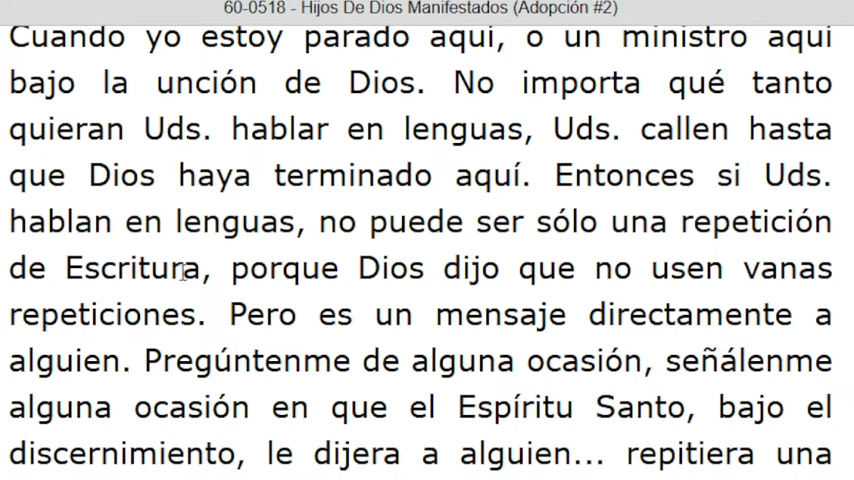 60-0518 - Hijos De Dios Manifestados (Adopción #2)
Cuando yo estoy parado aquí, o un ministro aquí
bajo la unción de Dios. No importa qué tanto
quieran Uds. hablar en lenguas, Uds. callen hasta
que Dios haya terminado aquí. Entonces si Uds.
hablan en lenguas, no puede ser sólo una repetición
de Escritura, porque Dios dijo que no usen vanas
repeticiones. Pero es un mensaje directamente a
alguien. Pregúntenme de alguna ocasión, señálenme
alguna ocasión en que el Espíritu Santo, bajo el
discernimiento, le dijera a alguien... repitiera una